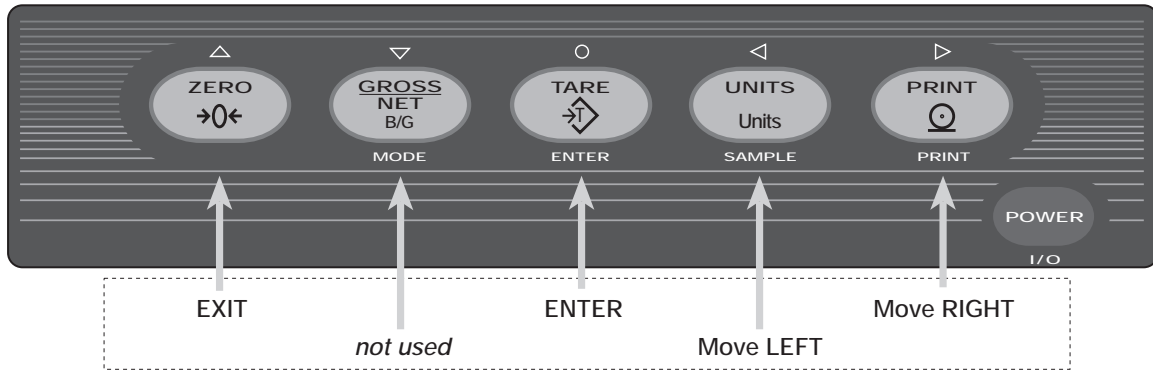 ZERO
→0←
GROSS
NET
B/G
TARE
T
UNITS
Units
PRINT
MODE
ENTER
SAMPLE
PRINT
POWER
I/O
EXIT
ENTER
Move RIGHT
not used
Move LEFT